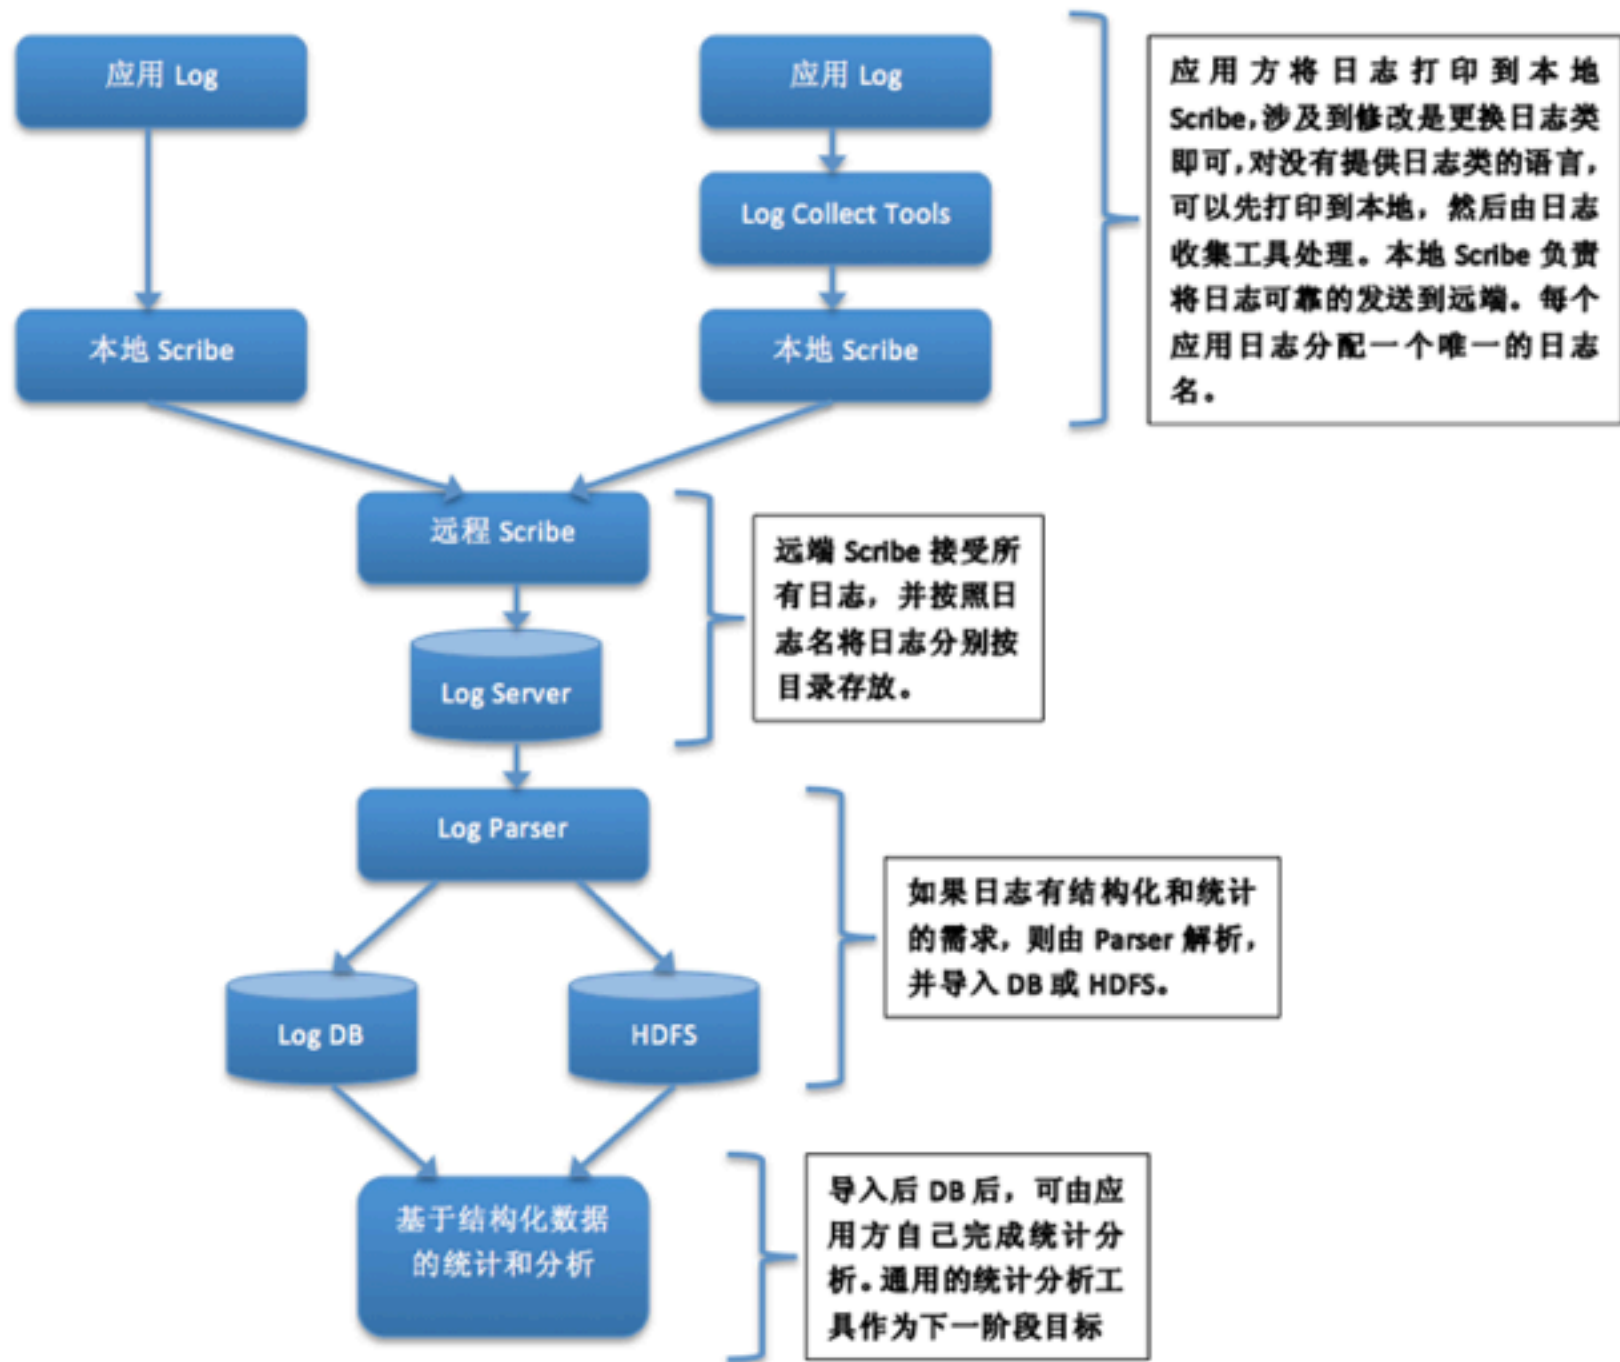 应用 Log
应用 Log
应用方将日志打印到本地
Scribe,涉及到修改是更换日志类
即可,对没有提供日志类的语言,
可以先打印到本地，然后由日志
收集工具处理。本地 Scribe 负责
将日志可靠的发送到远端。每个
应用日志分配一个唯一的日志
名。
Log Collect Tools
本地 Scribe
本地 Scribe
远程 Scribe
远端 Scribe 接受所
有日志，并按照日
志名将日志分别按
目录存放。
Log Server
Log Parser
如果日志有结构化和统计
的需求，则由 Parser 解析，
并导入 DB 或 HDFS。
Log DB
HDFS
基于结构化数据
的统计和分析
导入后 DB 后，可由应
用方自己完成统计分
析。通用的统计分析工
具作为下一阶段目标